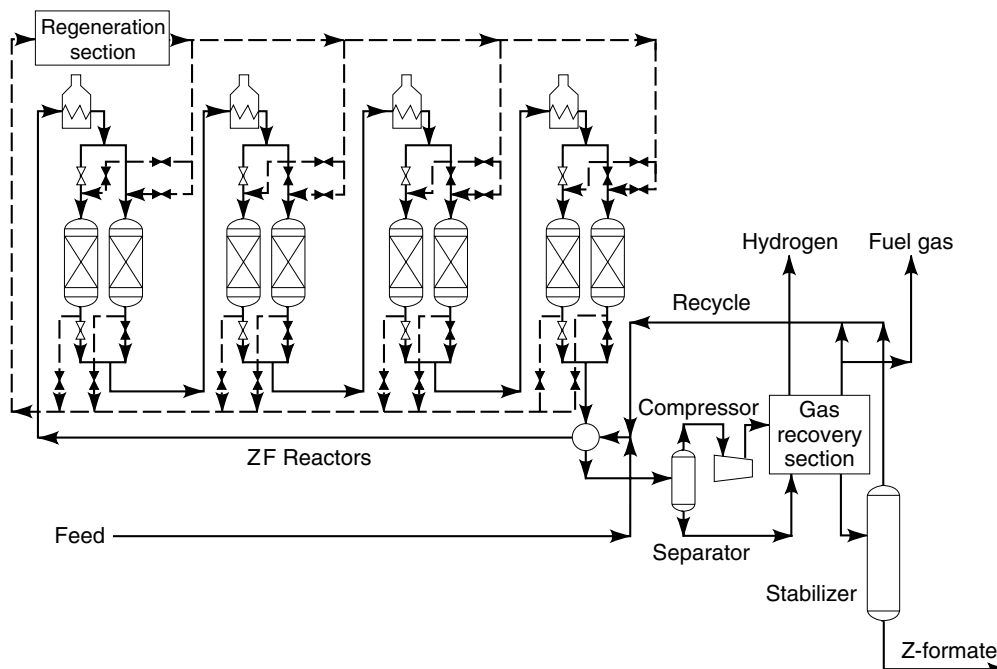 Regeneration
section
Hydrogen
Fuel gas
Recycle
Compressor
Gas
recovery
section
ZF Reactors
Feed
Separator
Stabilizer
Z-formate